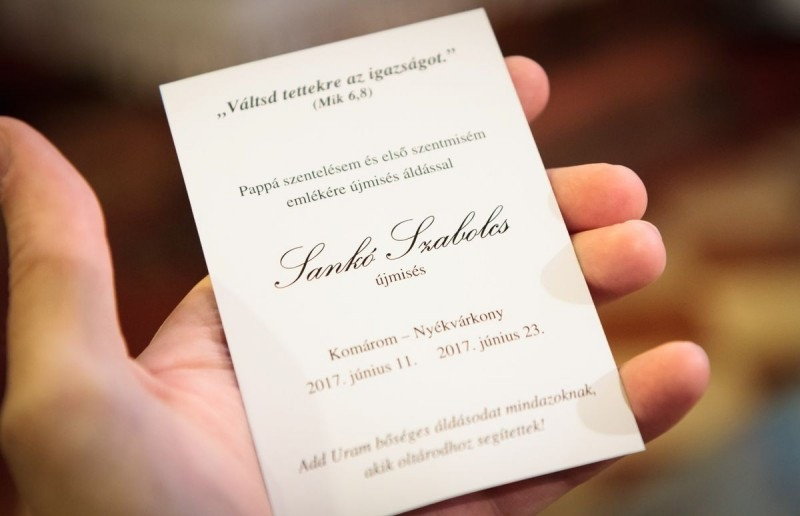 „Váltsd tettekre az igazságot.”
(Mik 6,8)
Pappá szentelésem és első szentmisém
emlékére újmisés áldással
Sankó Szabolcs
újmisés
Komárom – Nyékvárkony
2017. június 11. 2017. június 23.
Add Uram bőséges áldásodat mindazoknak,
akik oltárodhoz segítettek!